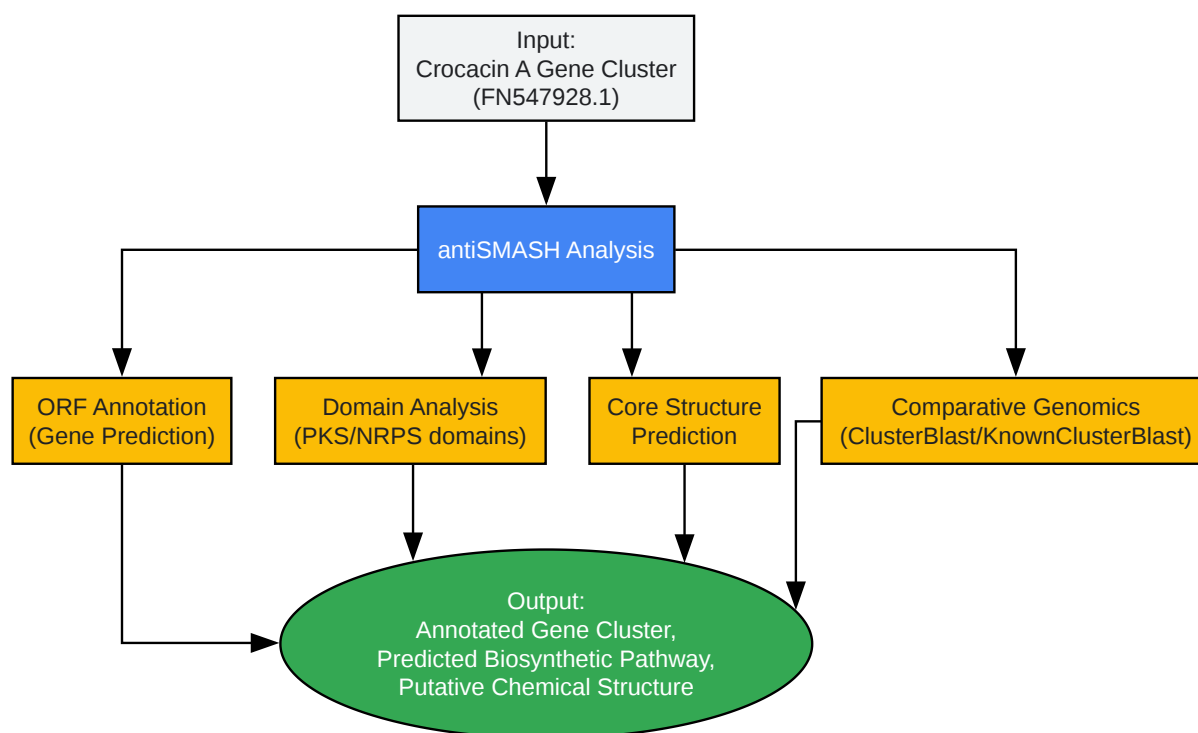 Input:
Crocacin A Gene Cluster
(FN547928.1)
antiSMASH Analysis
ORF Annotation
(Gene Prediction)
Domain Analysis
(PKS/NRPS domains)
Core Structure
Prediction
Comparative Genomics
(ClusterBlast/KnownClusterBlast)
Output:
Annotated Gene Cluster,
Predicted Biosynthetic Pathway,
Putative Chemical Structure